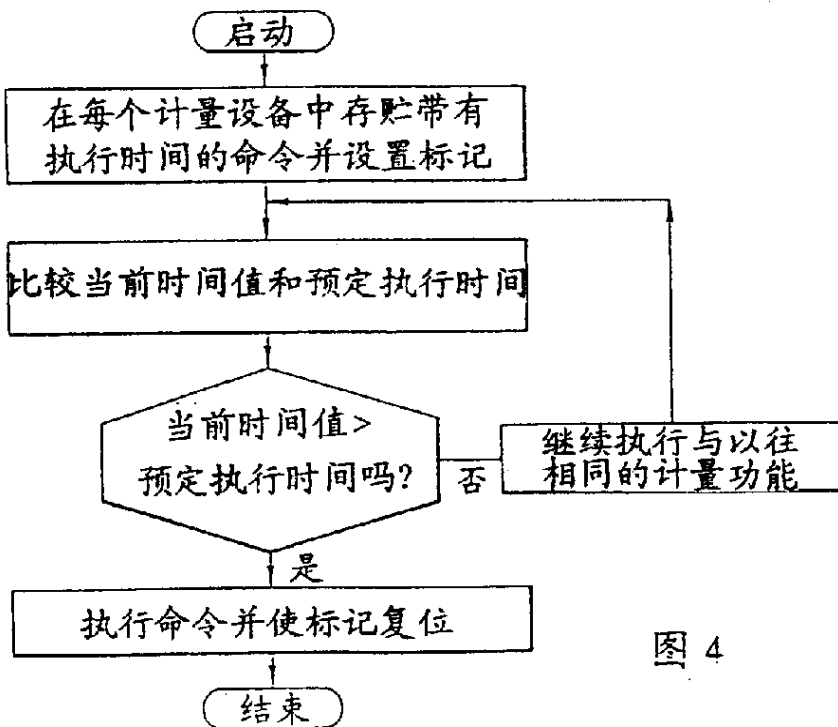 启动
在每个计量设备中存贮带有
执行时间的命令并设置标记
比较当前时间值和预定执行时间
当前时间值>
预定执行时间吗?
否
继续执行与以往
相同的计量功能
是
执行命令并使标记复位
结束
图 4